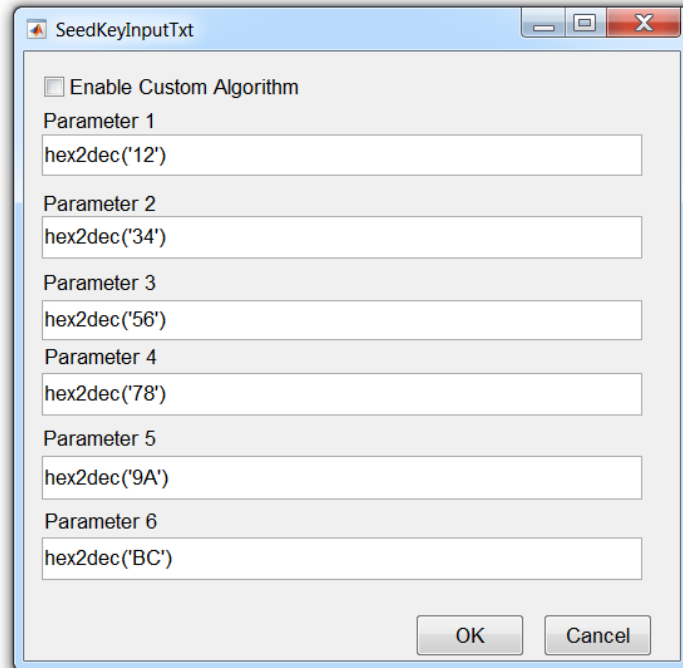 SeedKeyInputTxt
Enable Custom Algorithm
Parameter 1
hex2dec('12')
Parameter 2
hex2dec('34')
Parameter 3
hex2dec('56')
Parameter 4
hex2dec('78')
Parameter 5
hex2dec('9A')
Parameter 6
hex2dec('BC')
OK Cancel